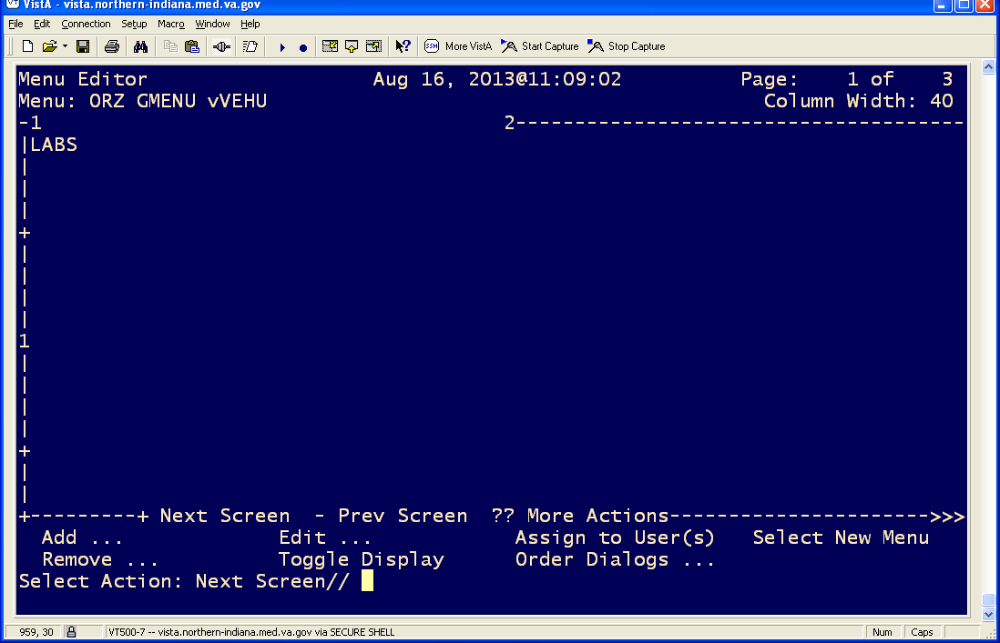 VistA - vista.northern-indiana.med.va.gov
File Edit Connection Setup Macro Window Help
SSH More VistA Start Capture Stop Capture
Menu Editor Aug 16, 2013@11:09:02 Page: 1 of 3
Menu: ORZ GMENU vVEHU Column Width: 40
-1 2--------------------------------------
|LABS
|
|
|
+
|
|
|
|
1
|
|
|
|
+
|
|
+---------+ Next Screen - Prev Screen ?? More Actions---------------------->>>
Add ... Edit ... Assign to User(s) Select New Menu
Remove ... Toggle Display Order Dialogs ...
Select Action: Next Screen//
959, 30 VT500-7 -- vista.northern-indiana.med.va.gov via SECURE SHELL Num Caps